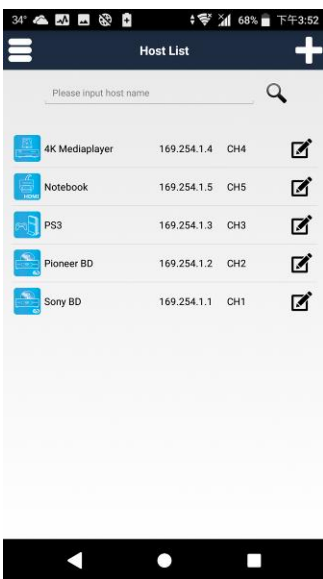 34° 68% 下午3:52
Host List
Please input host name
4K Mediaplayer 169.254.1.4 CH4
Notebook 169.254.1.5 CH5
PS3 169.254.1.3 CH3
Pioneer BD 169.254.1.2 CH2
Sony BD 169.254.1.1 CH1